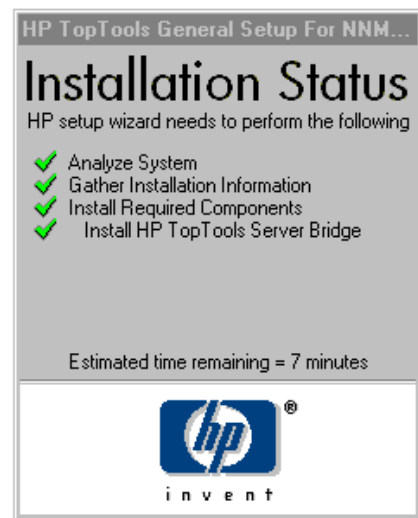 HP TopTools General Setup For NNM...
Installation Status
HP setup wizard needs to perform the following
Analyze System
Gather Installation Information
Install Required Components
Install HP TopTools Server Bridge
Estimated time remaining = 7 minutes
hp ®
invent